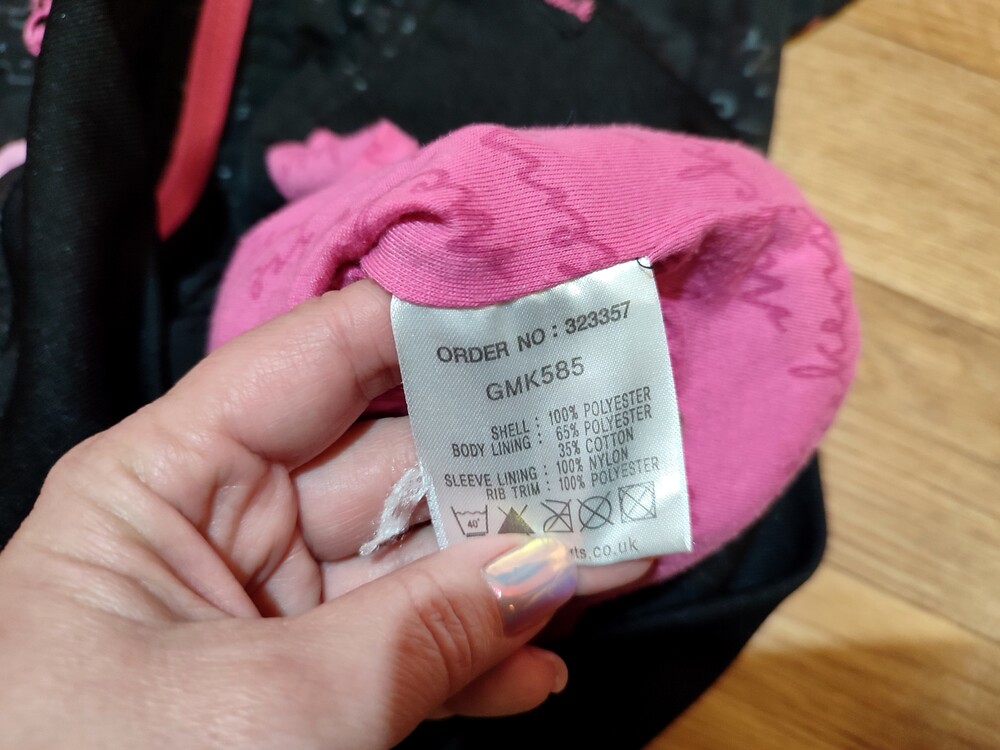 ORDER NO : 323357
GMK585
SHELL : 100% POLYESTER
BODY LINING : 65% POLYESTER
35% COTTON
SLEEVE LINING : 100% NYLON
RIB TRIM : 100% POLYESTER
40°
ts.co.uk